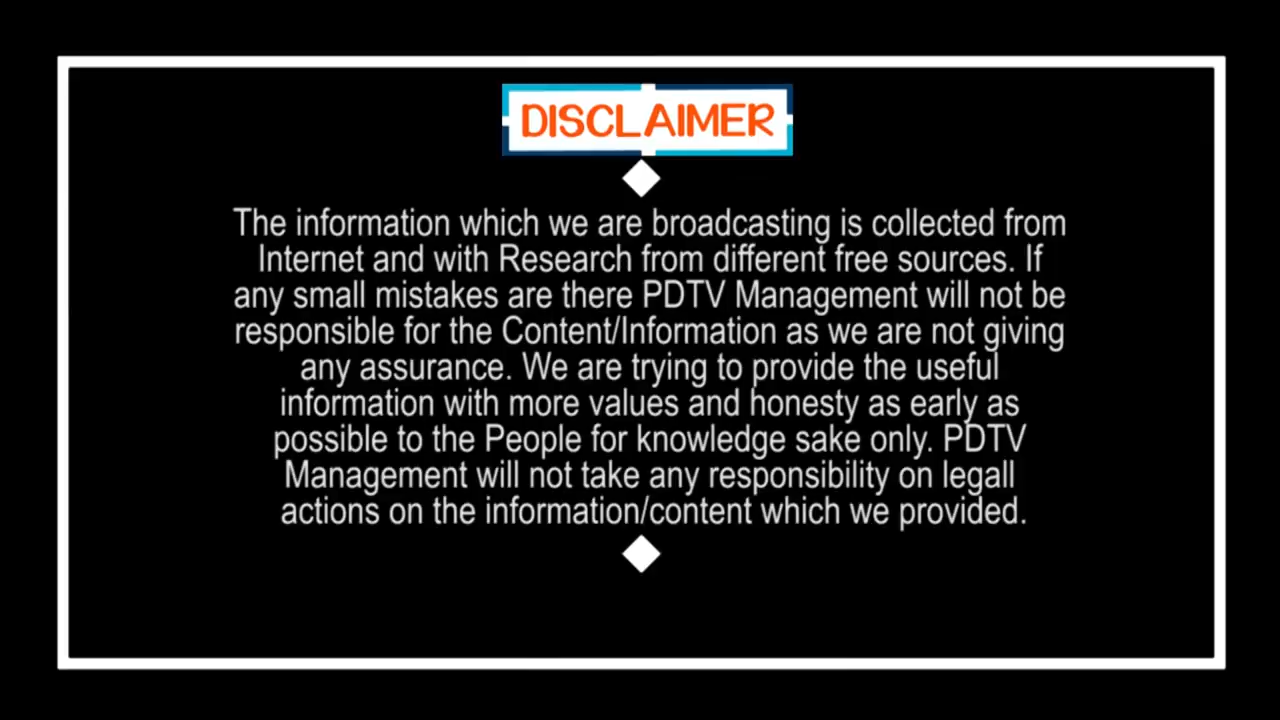 DISCLAIMER
The information which we are broadcasting is collected from
Internet and with Research from different free sources. If
any small mistakes are there PDTV Management will not be
responsible for the Content/Information as we are not giving
any assurance. We are trying to provide the useful
information with more values and honesty as early as
possible to the People for knowledge sake only. PDTV
Management will not take any responsibility on legall
actions on the information/content which we provided.